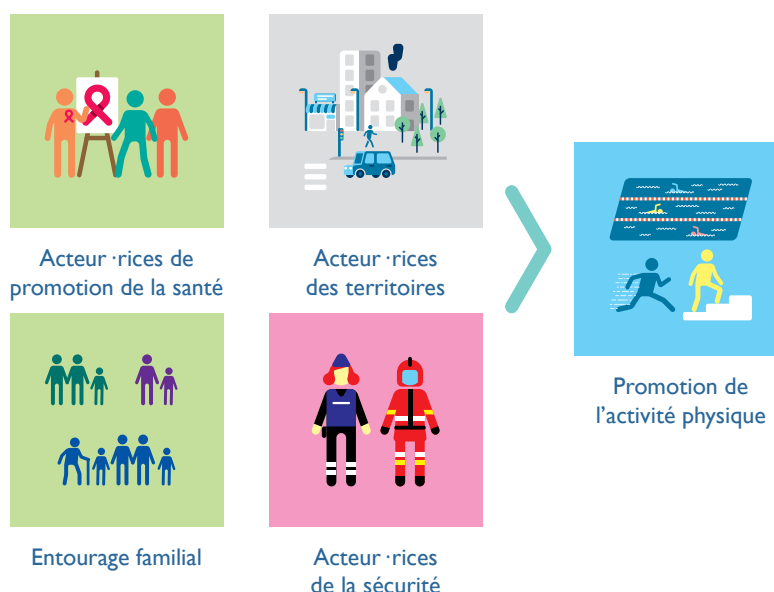 Acteur·rices de
promotion de la santé
Acteur·rices
des territoires
Entourage familial
Acteur·rices
de la sécurité
Promotion de
l’activité physique